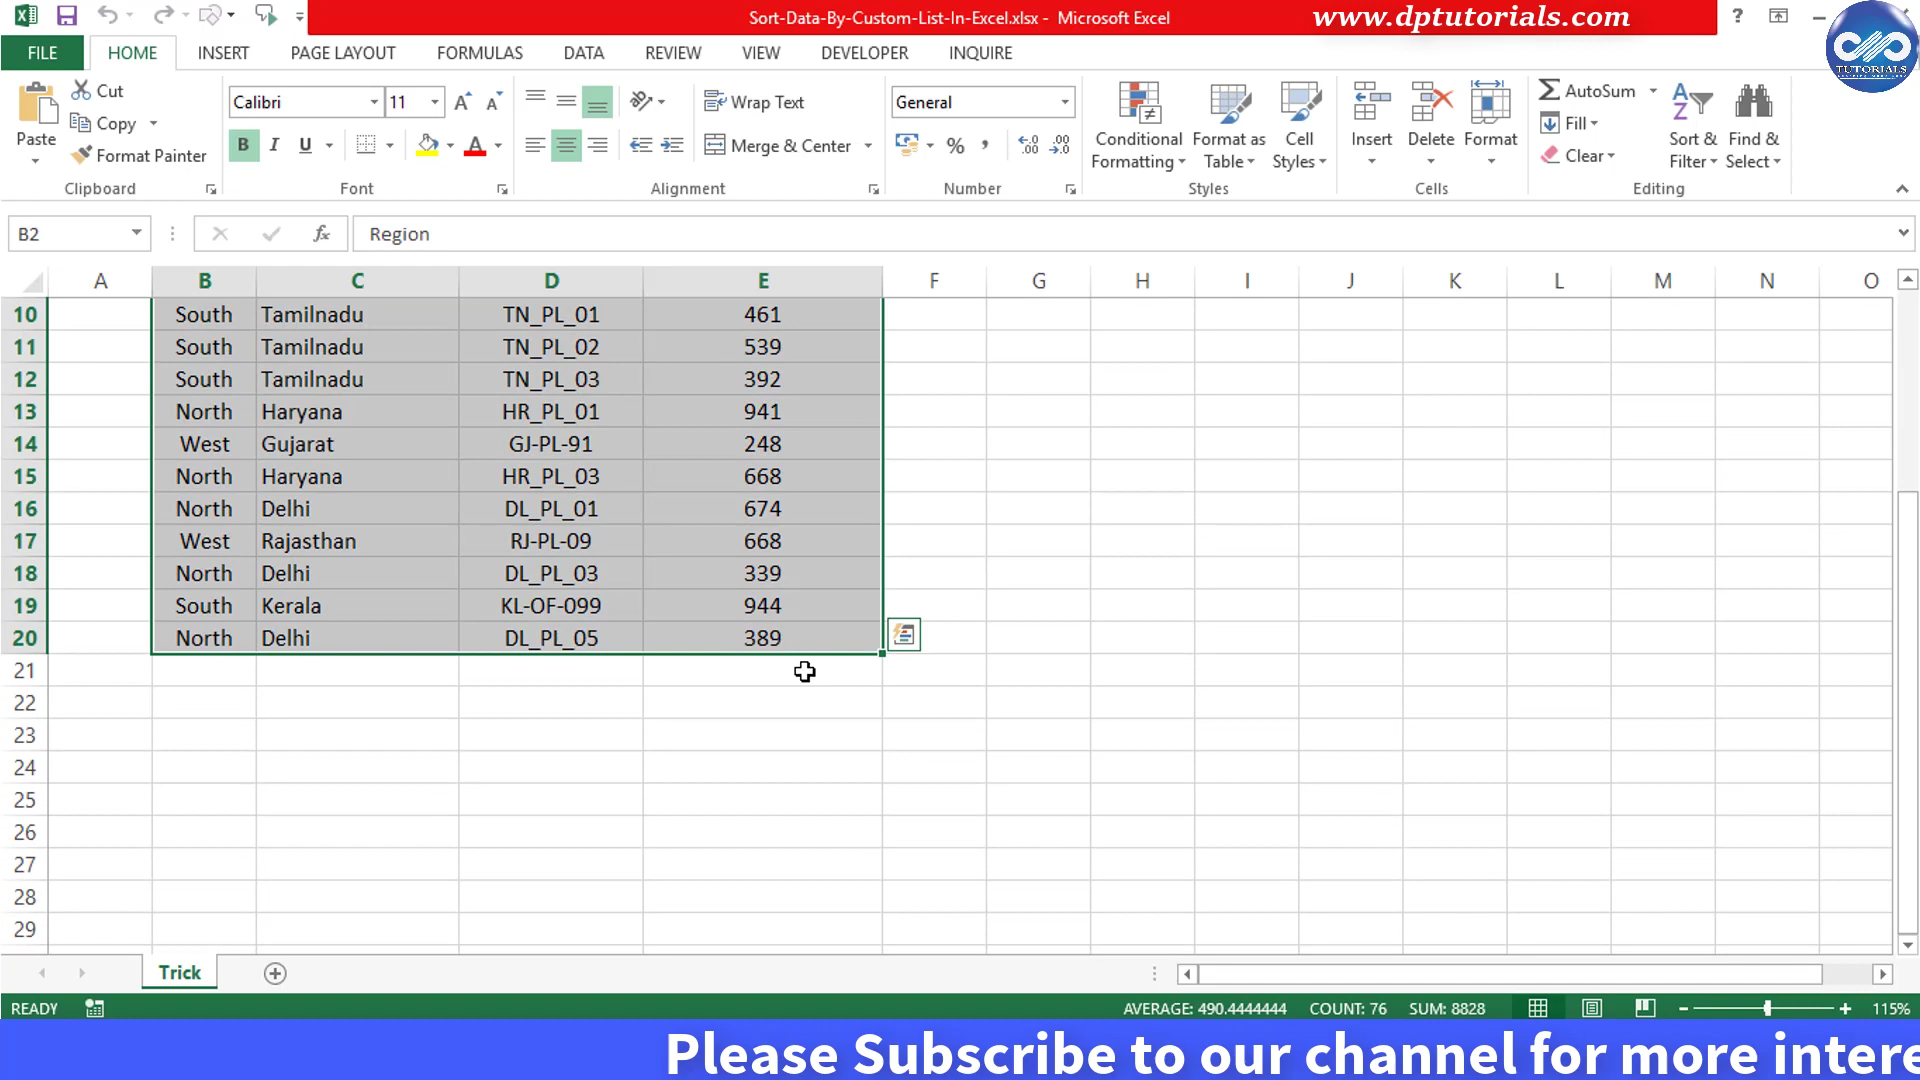 Sort-Data-By-Custom-List-In-Excel.xlsx - Microsoft Excel
www.dptutorials.com
?
TUTORIALS
FILE HOME INSERT PAGE LAYOUT FORMULAS DATA REVIEW VIEW DEVELOPER INQUIRE
Paste
Cut
Copy
Format Painter
Clipboard
Calibri 11
B I U
Font
Wrap Text
Merge & Center
Alignment
General
%
Number
Conditional Formatting
Format as Table
Cell Styles
Styles
Insert
Delete
Format
Cells
AutoSum
Fill
Clear
Sort & Filter
Find & Select
Editing
B2 fx Region
A B C D E F G H I J K L M N O
10 South Tamilnadu TN_PL_01 461
11 South Tamilnadu TN_PL_02 539
12 South Tamilnadu TN_PL_03 392
13 North Haryana HR_PL_01 941
14 West Gujarat GJ-PL-91 248
15 North Haryana HR_PL_03 668
16 North Delhi DL_PL_01 674
17 West Rajasthan RJ-PL-09 668
18 North Delhi DL_PL_03 339
19 South Kerala KL-OF-099 944
20 North Delhi DL_PL_05 389
21
22
23
24
25
26
27
28
29
Trick
READY AVERAGE: 490.4444444 COUNT: 76 SUM: 8828 115%
Please Subscribe to our channel for more intere